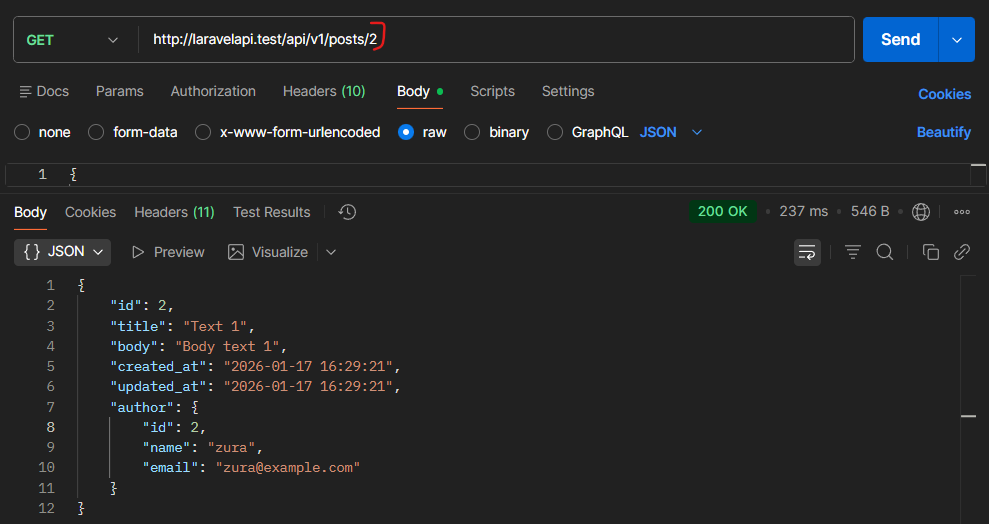 GET http://laravelapi.test/api/v1/posts/2 Send
Docs Params Authorization Headers (10) Body Scripts Settings Cookies
none form-data x-www-form-urlencoded raw binary GraphQL JSON Beautify
1 {
Body Cookies Headers (11) Test Results 200 OK • 237 ms • 546 B
{} JSON Preview Visualize
1 {
2 "id": 2,
3 "title": "Text 1",
4 "body": "Body text 1",
5 "created_at": "2026-01-17 16:29:21",
6 "updated_at": "2026-01-17 16:29:21",
7 "author": {
8 "id": 2,
9 "name": "zura",
10 "email": "zura@example.com"
11 }
12 }